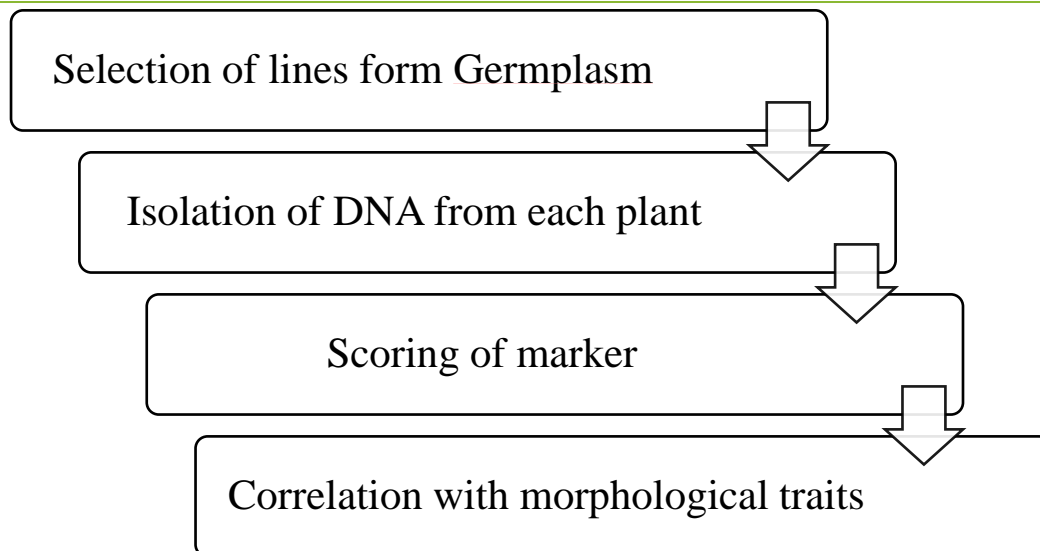 Selection of lines form Germplasm
Isolation of DNA from each plant
Scoring of marker
Correlation with morphological traits